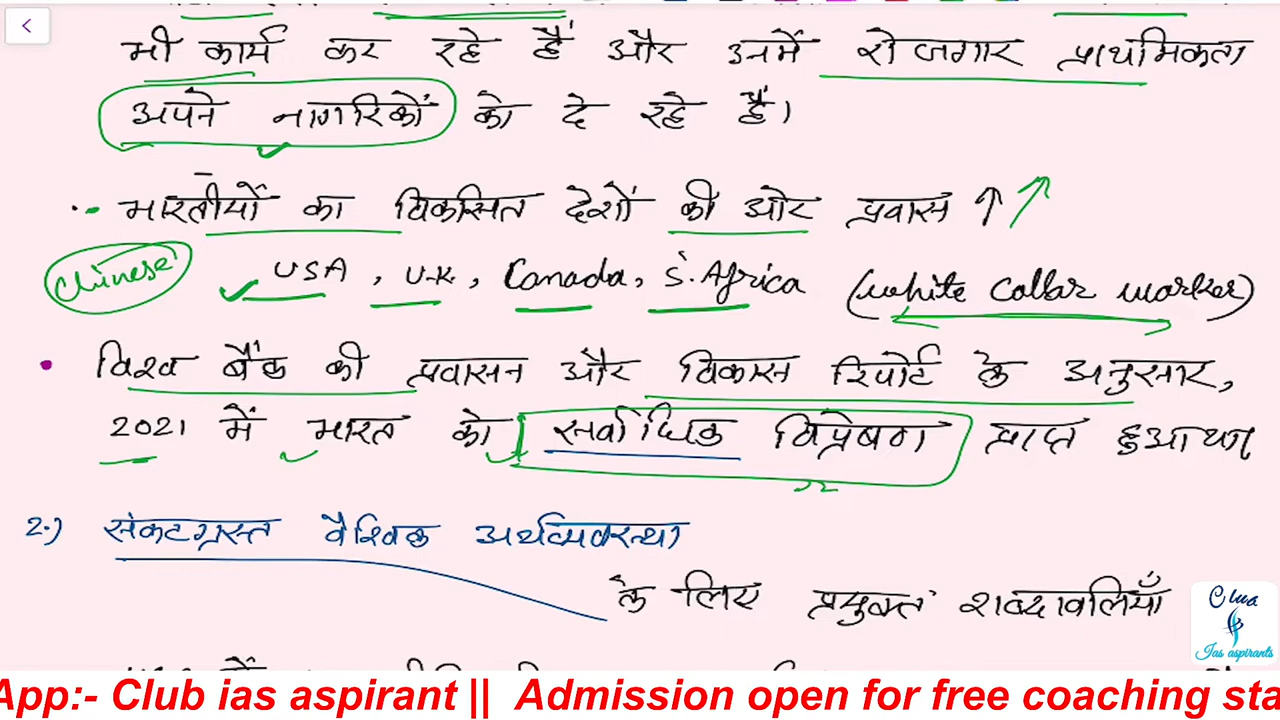 भी कार्य कर रहे हैं और उनमें रोजगार प्राथमिकता
अपने नागरिकों को दे रहे हैं।
भारतीयों का विकसित देशों की ओर प्रवास ↑ ↑
Chinese USA, U.K, Canada, S. Africa (white collar worker)
विश्व बैंक की प्रवासन और विकास रिपोर्ट के अनुसार,
2021 में भारत को सर्वाधिक विप्रेषण प्राप्त हुआ था
2.) संकटग्रस्त वैश्विक अर्थव्यवस्था
के लिए प्रयुक्त शब्दावलियाँ
Club
Ias aspirants
App:- Club ias aspirant || Admission open for free coaching sta